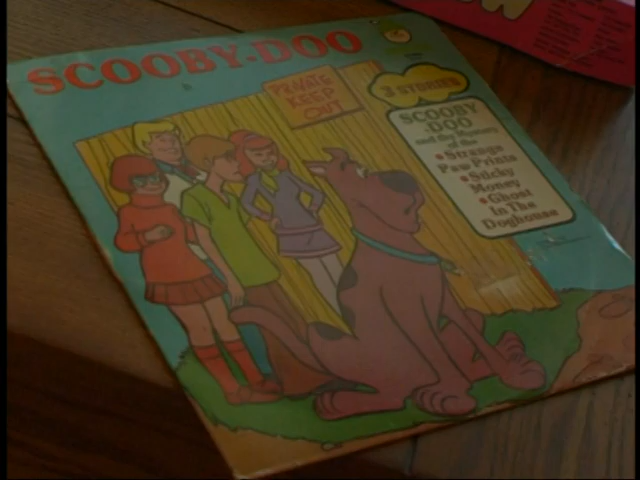 SCOOBY-DOO
PRIVATE
KEEP
OUT
3 STORIES
SCOOBY
-DOO
and the Mystery
of the
• Strange
Paw Prints
• Sticky
Money
• Ghost
In The
Doghouse